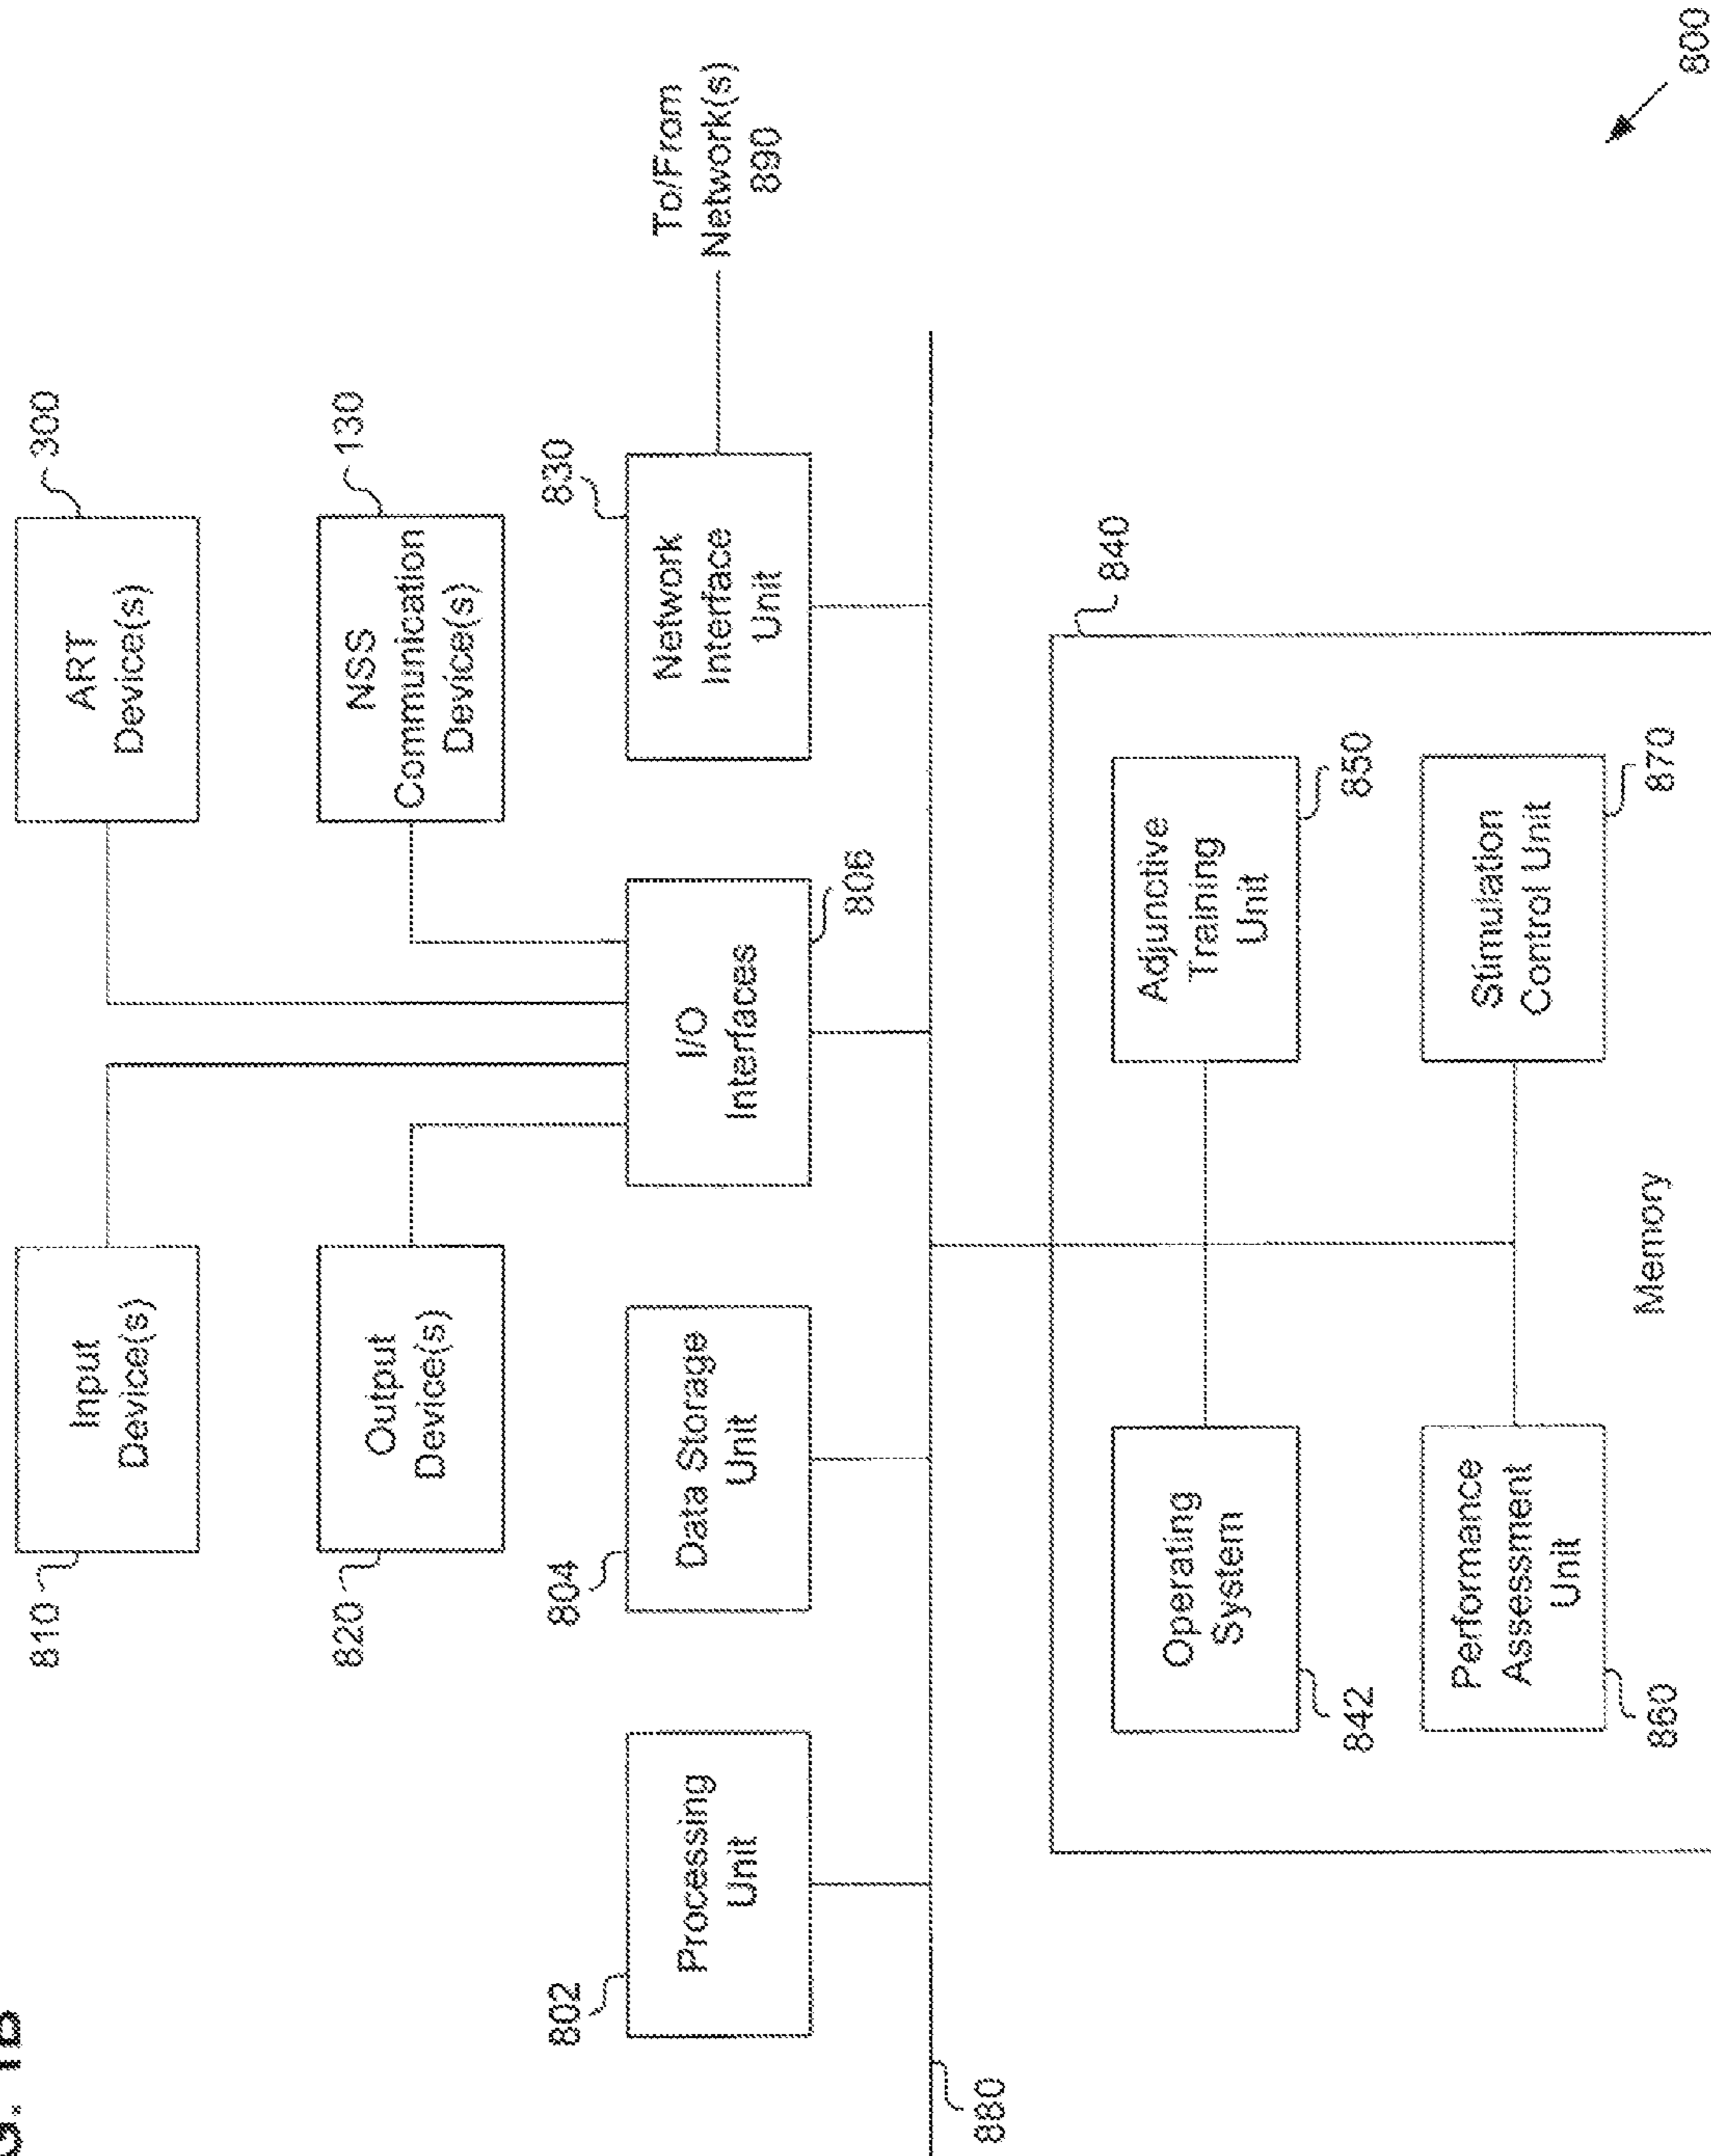 G. 1B
810
Input
Device(s)
ART
Device(s)
300
820
Output
Device(s)
NSS
Communication
Device(s)
130
802
Processing
Unit
804
Data Storage
Unit
I/O
Interfaces
806
830
Network
Interface
Unit
To/From
Network(s)
890
880
840
Operating
System
842
Adjunctive
Training
Unit
850
Performance
Assessment
Unit
860
Stimulation
Control Unit
870
Memory
800